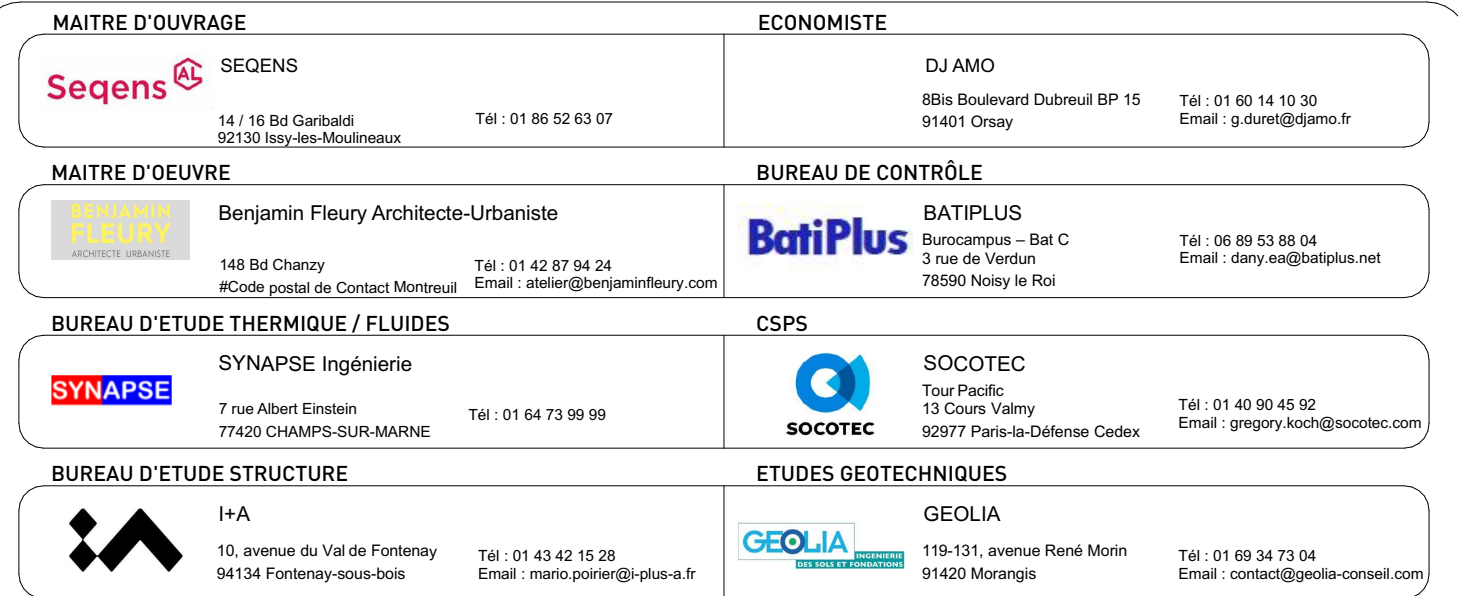 MAITRE D'OUVRAGE
Seqens AL
SEQENS
14 / 16 Bd Garibaldi
92130 Issy-les-Moulineaux
Tél : 01 86 52 63 07
ECONOMISTE
DJ AMO
8Bis Boulevard Dubreuil BP 15
91401 Orsay
Tél : 01 60 14 10 30
Email : g.duret@djamo.fr
MAITRE D'OEUVRE
BENJAMIN
FLEURY
ARCHITECTE URBANISTE
Benjamin Fleury Architecte-Urbaniste
148 Bd Chanzy
#Code postal de Contact Montreuil
Tél : 01 42 87 94 24
Email : atelier@benjaminfleury.com
BUREAU DE CONTRÔLE
BatiPlus
BATIPLUS
Burocampus – Bat C
3 rue de Verdun
78590 Noisy le Roi
Tél : 06 89 53 88 04
Email : dany.ea@batiplus.net
BUREAU D'ETUDE THERMIQUE / FLUIDES
SYNAPSE
SYNAPSE Ingénierie
7 rue Albert Einstein
77420 CHAMPS-SUR-MARNE
Tél : 01 64 73 99 99
CSPS
SOCOTEC
SOCOTEC
Tour Pacific
13 Cours Valmy
92977 Paris-la-Défense Cedex
Tél : 01 40 90 45 92
Email : gregory.koch@socotec.com
BUREAU D'ETUDE STRUCTURE
I+A
10, avenue du Val de Fontenay
94134 Fontenay-sous-bois
Tél : 01 43 42 15 28
Email : mario.poirier@i-plus-a.fr
ETUDES GEOTECHNIQUES
GEOLIA
INGENIERIE
DES SOLS ET FONDATIONS
GEOLIA
119-131, avenue René Morin
91420 Morangis
Tél : 01 69 34 73 04
Email : contact@geolia-conseil.com